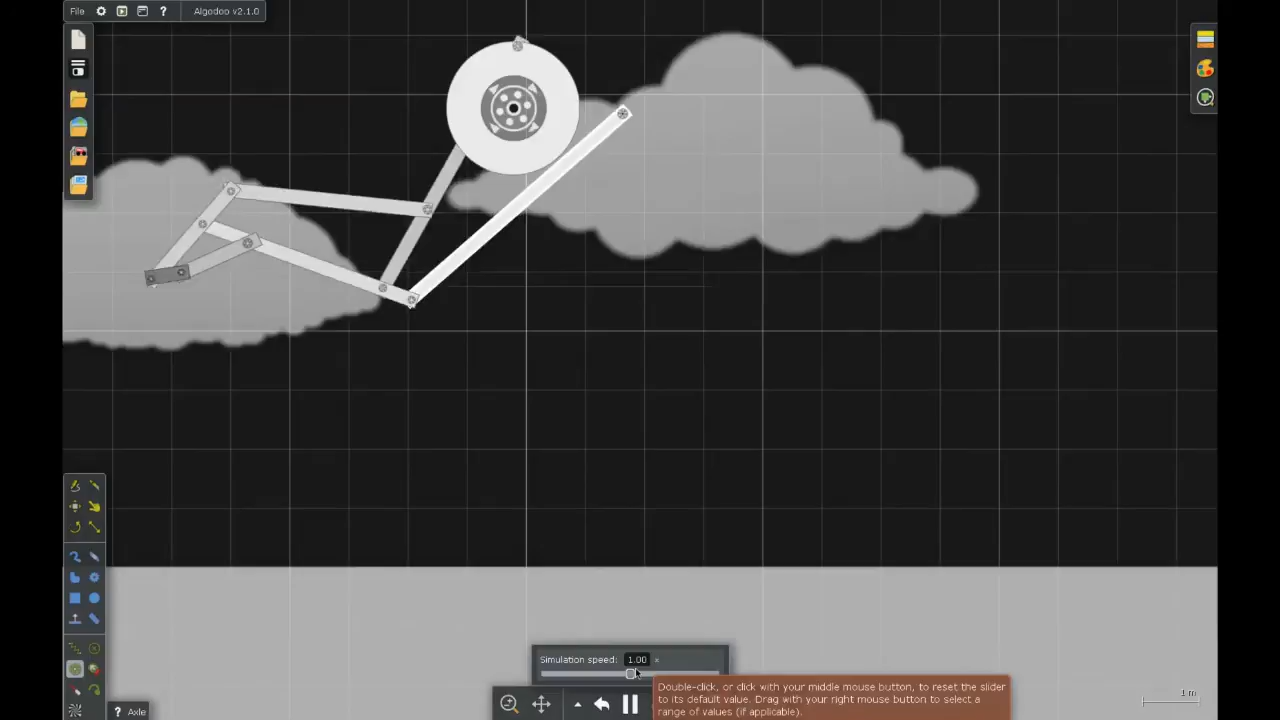 File
?
Algodoo v2.1.0
Simulation speed: 1.00 x
Double-click, or click with your middle mouse button, to reset the slider
to its default value. Drag with your right mouse button to select a
range of values (if applicable).
1 m
? Axle